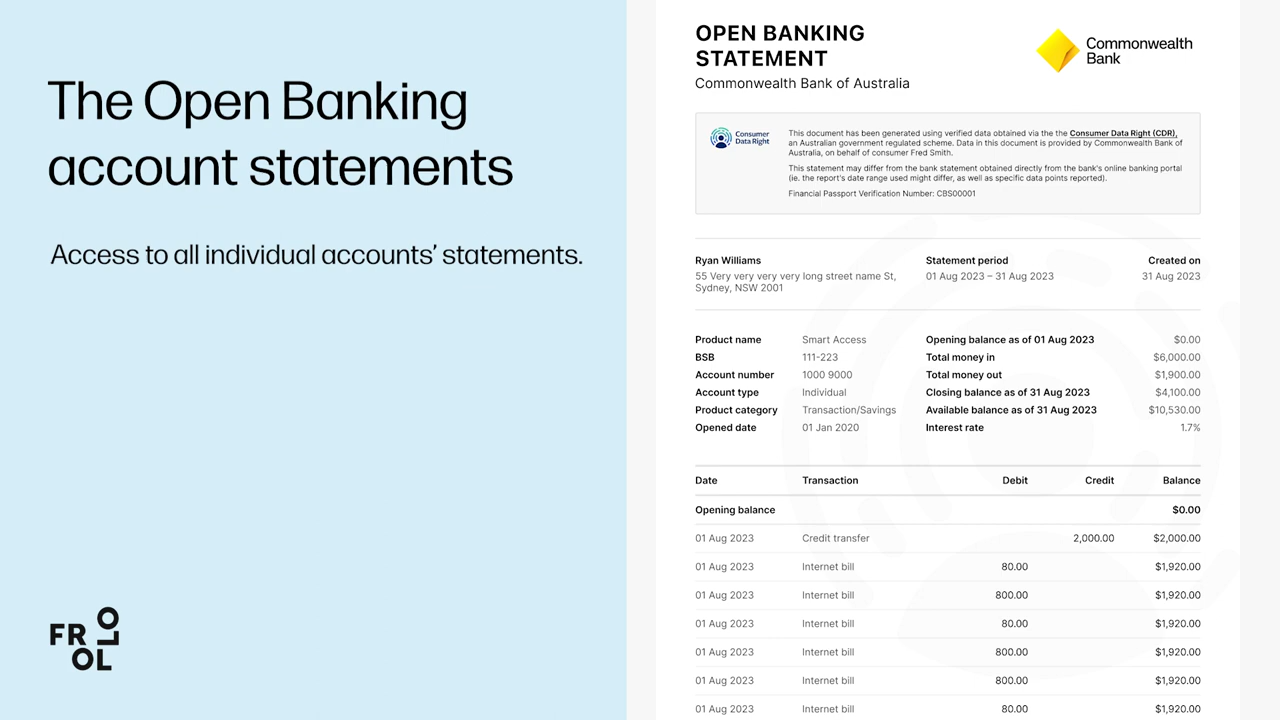 The Open Banking
account statements
Access to all individual accounts’ statements.
FR OL
OL
OPEN BANKING
STATEMENT
Commonwealth Bank of Australia
Commonwealth
Bank
Consumer
Data Right
This document has been generated using verified data obtained via the the Consumer Data Right (CDR),
an Australian government regulated scheme. Data in this document is provided by Commonwealth Bank of
Australia, on behalf of consumer Fred Smith.
This statement may differ from the bank statement obtained directly from the bank's online banking portal
(ie. the report's date range used might differ, as well as specific data points reported).
Financial Passport Verification Number: CBS00001
Ryan Williams
55 Very very very very long street name St,
Sydney, NSW 2001
Statement period
01 Aug 2023 – 31 Aug 2023
Created on
31 Aug 2023
Product name Smart Access
BSB 111-223
Account number 1000 9000
Account type Individual
Product category Transaction/Savings
Opened date 01 Jan 2020
Opening balance as of 01 Aug 2023 $0.00
Total money in $6,000.00
Total money out $1,900.00
Closing balance as of 31 Aug 2023 $4,100.00
Available balance as of 31 Aug 2023 $10,530.00
Interest rate 1.7%
Date Transaction Debit Credit Balance
Opening balance $0.00
01 Aug 2023 Credit transfer 2,000.00 $2,000.00
01 Aug 2023 Internet bill 80.00 $1,920.00
01 Aug 2023 Internet bill 800.00 $1,920.00
01 Aug 2023 Internet bill 80.00 $1,920.00
01 Aug 2023 Internet bill 800.00 $1,920.00
01 Aug 2023 Internet bill 800.00 $1,920.00
01 Aug 2023 Internet bill 80.00 $1,920.00